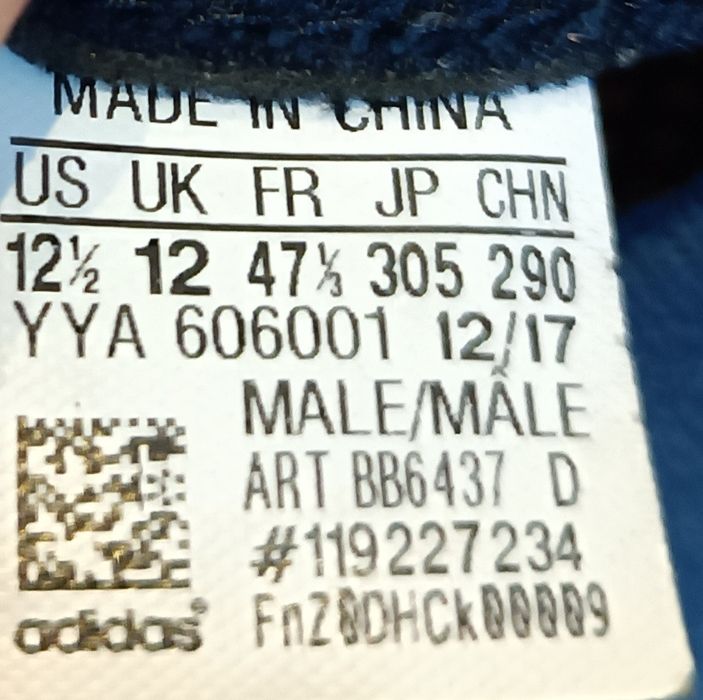 MADE IN CHINA
US UK FR JP CHN
12½ 12 47⅓ 305 290
YYA 606001 12/17
MALE/MÂLE
ART BB6437 D
#119227234
adidas®